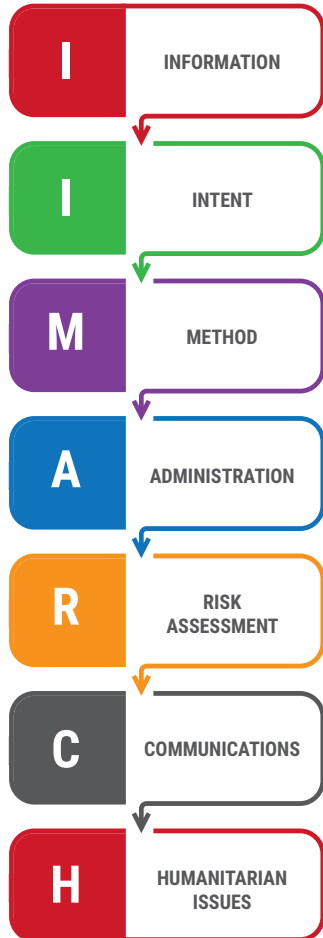 I
INFORMATION
I
INTENT
M
METHOD
A
ADMINISTRATION
R
RISK
ASSESSMENT
C
COMMUNICATIONS
H
HUMANITARIAN
ISSUES